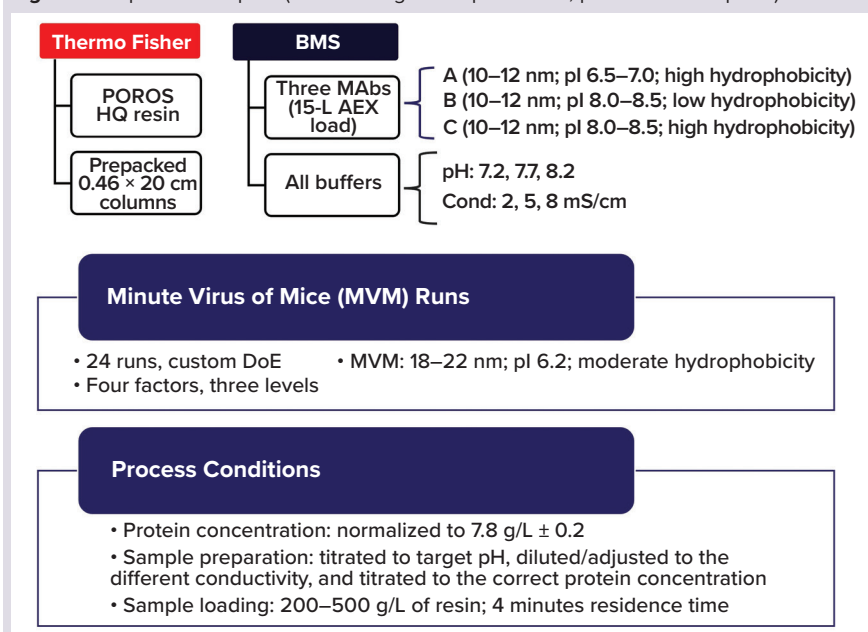 Thermo Fisher
BMS
POROS
HQ resin
Prepacked
0.46 × 20 cm
columns
Three MAbs
(15-L AEX
load)
A (10–12 nm; pI 6.5–7.0; high hydrophobicity)
B (10–12 nm; pI 8.0–8.5; low hydrophobicity)
C (10–12 nm; pI 8.0–8.5; high hydrophobicity)
All buffers
pH: 7.2, 7.7, 8.2
Cond: 2, 5, 8 mS/cm
Minute Virus of Mice (MVM) Runs
• 24 runs, custom DoE
• MVM: 18–22 nm; pI 6.2; moderate hydrophobicity
• Four factors, three levels
Process Conditions
• Protein concentration: normalized to 7.8 g/L ± 0.2
• Sample preparation: titrated to target pH, diluted/adjusted to the
different conductivity, and titrated to the correct protein concentration
• Sample loading: 200–500 g/L of resin; 4 minutes residence time